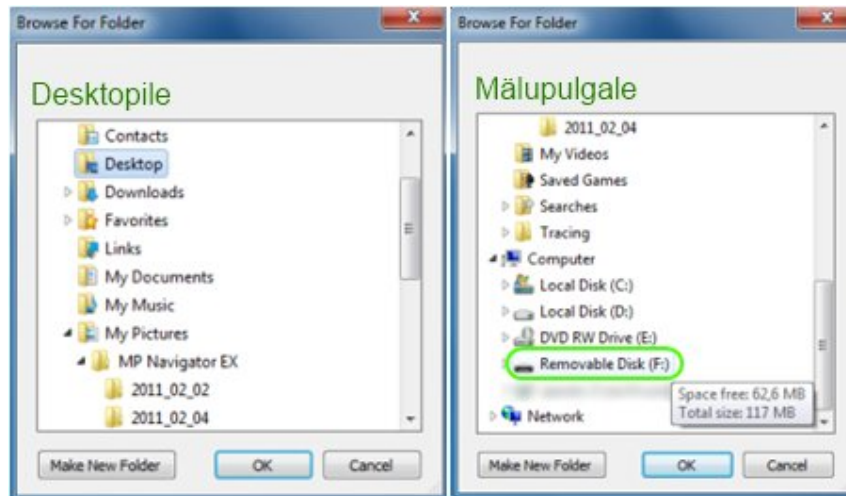 Browse For Folder
Desktopile
Contacts
Desktop
Downloads
Favorites
Links
My Documents
My Music
My Pictures
MP Navigator EX
2011_02_02
2011_02_04
Make New Folder
OK
Cancel
Browse For Folder
Mälupulgale
2011_02_04
My Videos
Saved Games
Searches
Tracing
Computer
Local Disk (C:)
Local Disk (D:)
DVD RW Drive (E:)
Removable Disk (F:)
Space free: 62,6 MB
Total size: 117 MB
Network
Make New Folder
OK
Cancel